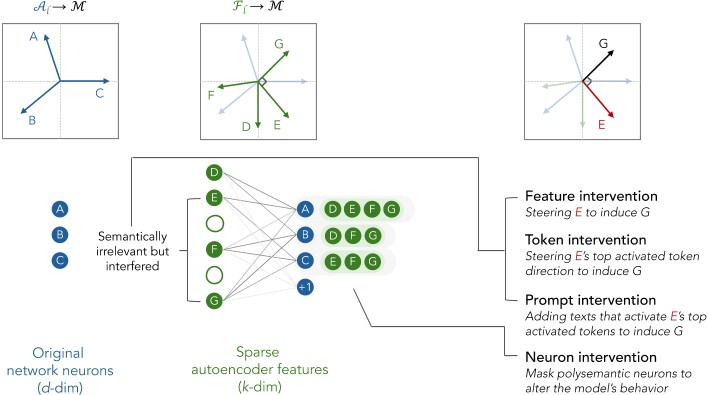 𝒜ᵢ → ℳ
ℱᵢ → ℳ
A
B
C
G
F
D
E
G
E
A
B
C
D
E
F
G
A
B
C
+1
D E F G
D F G
E F G
Semantically
irrelevant but
interfered
Original
network neurons
(d-dim)
Sparse
autoencoder features
(k-dim)
Feature intervention
Steering E to induce G
Token intervention
Steering E's top activated token
direction to induce G
Prompt intervention
Adding texts that activate E's top
activated tokens to induce G
Neuron intervention
Mask polysemantic neurons to
alter the model's behavior